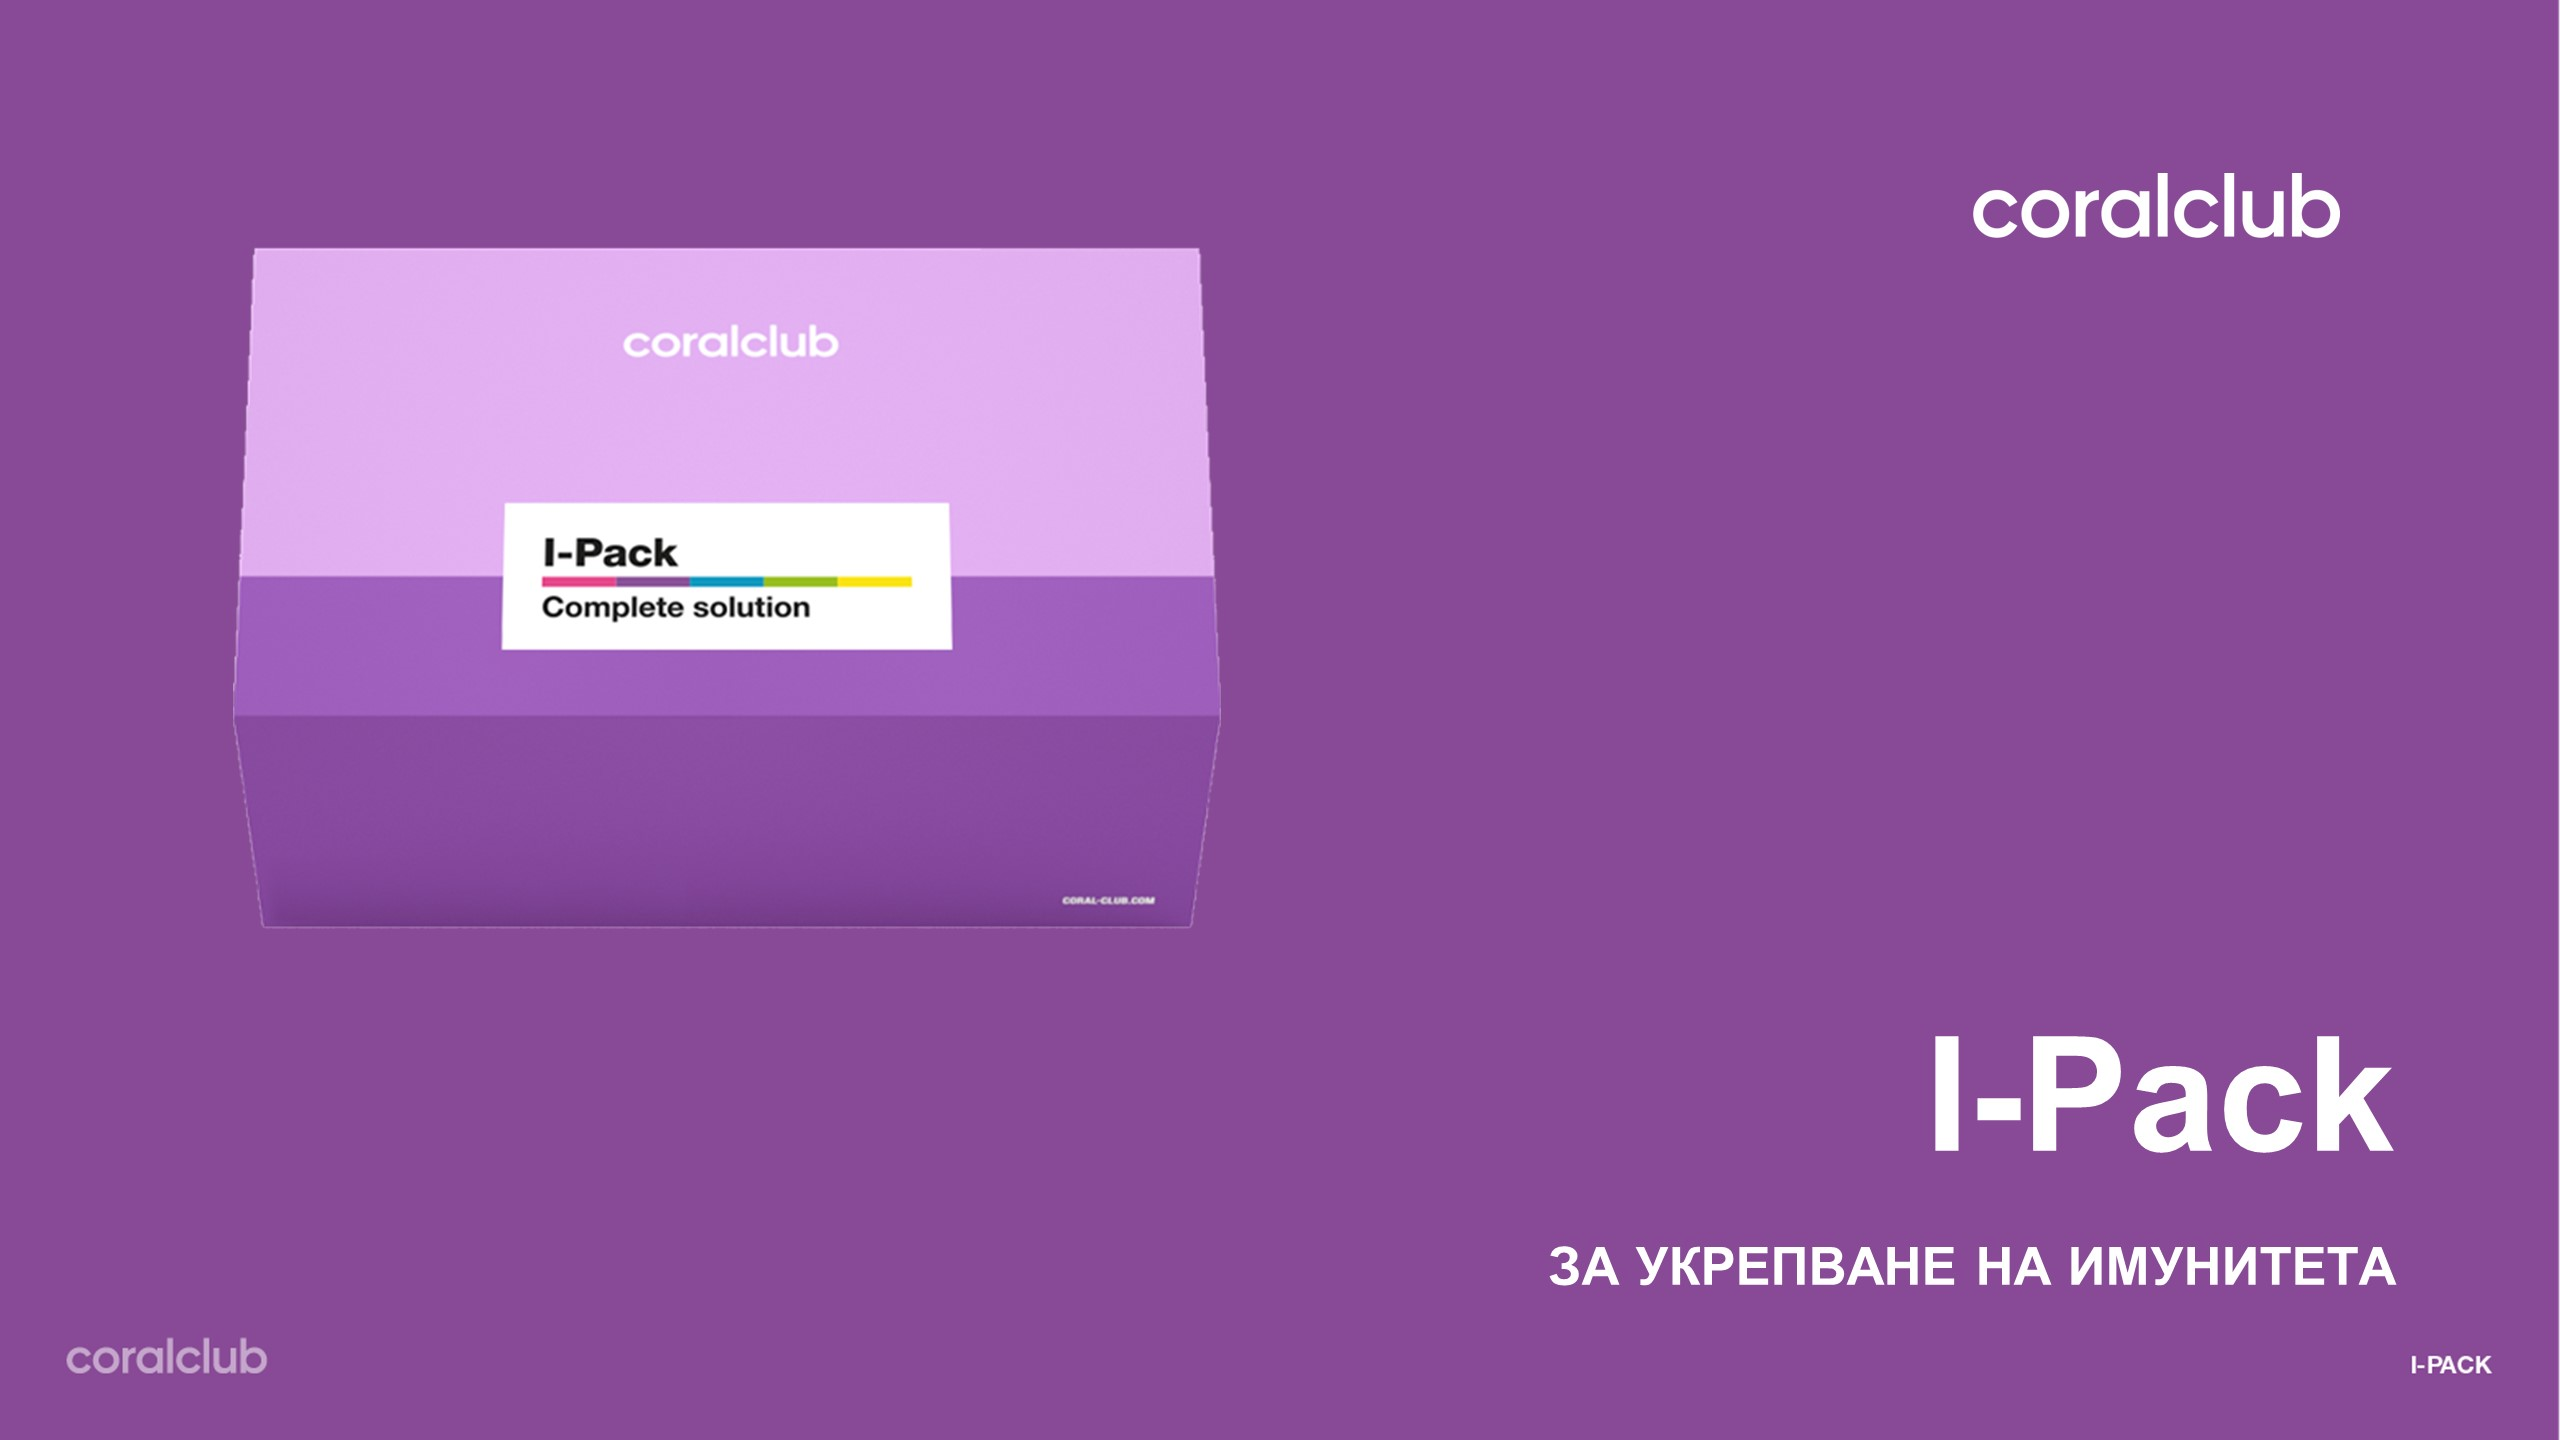 coralclub
coralclub
I-Pack
Complete solution
CORAL-CLUB.COM
I-Pack
ЗА УКРЕПВАНЕ НА ИМУНИТЕТА
coralclub
I-PACK